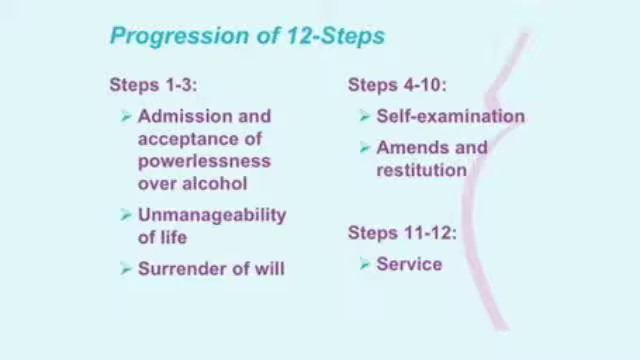 Progression of 12-Steps
Steps 1-3:
Admission and
acceptance of
powerlessness
over alcohol
Unmanageability
of life
Surrender of will
Steps 4-10:
Self-examination
Amends and
restitution
Steps 11-12:
Service